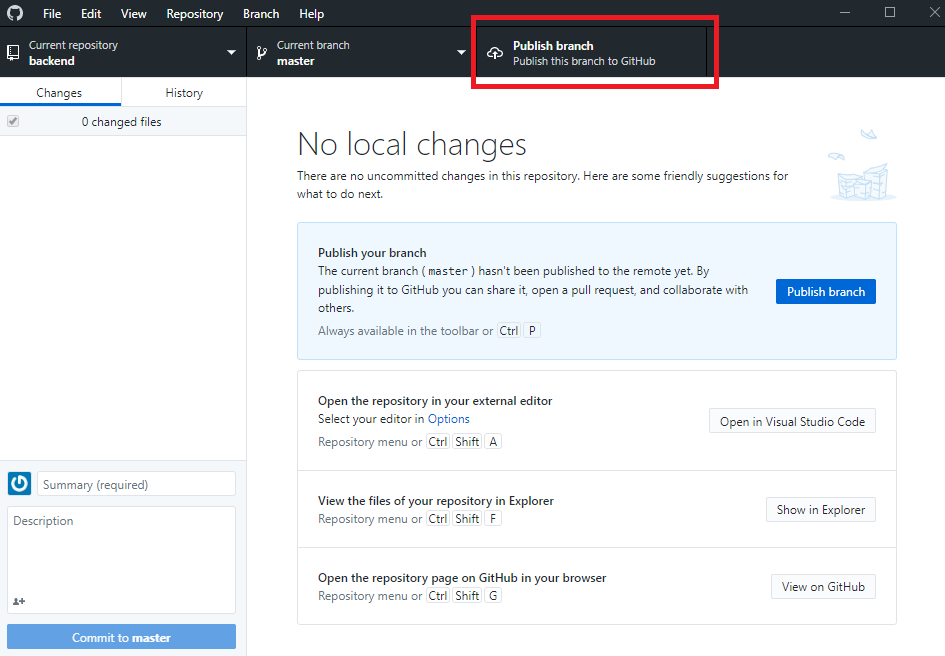 File Edit View Repository Branch Help
Current repository
backend
Current branch
master
Publish branch
Publish this branch to GitHub
Changes History
0 changed files
No local changes
There are no uncommitted changes in this repository. Here are some friendly suggestions for
what to do next.
Publish your branch
The current branch (master) hasn't been published to the remote yet. By
publishing it to GitHub you can share it, open a pull request, and collaborate with
others.
Always available in the toolbar or Ctrl P
Publish branch
Open the repository in your external editor
Select your editor in Options
Repository menu or Ctrl Shift A
Open in Visual Studio Code
View the files of your repository in Explorer
Repository menu or Ctrl Shift F
Show in Explorer
Open the repository page on GitHub in your browser
Repository menu or Ctrl Shift G
View on GitHub
Summary (required)
Description
Commit to master